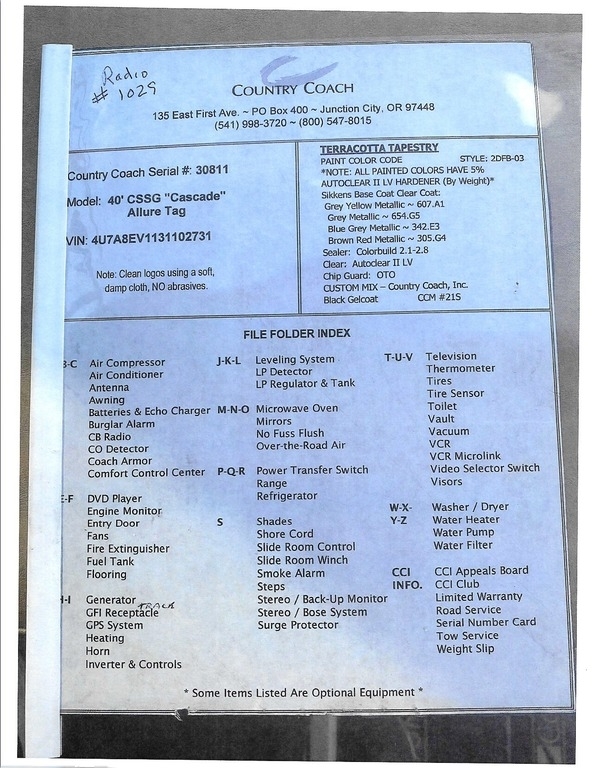 Radio
# 1029
COUNTRY COACH
135 East First Ave. ~ PO Box 400 ~ Junction City, OR 97448
(541) 998-3720 ~ (800) 547-8015
Country Coach Serial #: 30811
Model: 40' CSSG "Cascade"
Allure Tag
VIN: 4U7A8EV1131102731
Note: Clean logos using a soft,
damp cloth, NO abrasives.
TERRACOTTA TAPESTRY
PAINT COLOR CODE STYLE: 2DFB-03
*NOTE: ALL PAINTED COLORS HAVE 5%
AUTOCLEAR II LV HARDENER (By Weight)*
Sikkens Base Coat Clear Coat:
Grey Yellow Metallic ~ 607.A1
Grey Metallic ~ 654.G5
Blue Grey Metallic ~ 342.E3
Brown Red Metallic ~ 305.G4
Sealer: Colorbuild 2.1-2.8
Clear: Autoclear II LV
Chip Guard: OTO
CUSTOM MIX – Country Coach, Inc.
Black Gelcoat CCM #21S
FILE FOLDER INDEX
B-C Air Compressor
Air Conditioner
Antenna
Awning
Batteries & Echo Charger
Burglar Alarm
CB Radio
CO Detector
Coach Armor
Comfort Control Center
E-F DVD Player
Engine Monitor
Entry Door
Fans
Fire Extinguisher
Fuel Tank
Flooring
H-I Generator
TRACK
GFI Receptacle
GPS System
Heating
Horn
Inverter & Controls
J-K-L Leveling System
LP Detector
LP Regulator & Tank
M-N-O Microwave Oven
Mirrors
No Fuss Flush
Over-the-Road Air
P-Q-R Power Transfer Switch
Range
Refrigerator
S Shades
Shore Cord
Slide Room Control
Slide Room Winch
Smoke Alarm
Steps
Stereo / Back-Up Monitor
Stereo / Bose System
Surge Protector
T-U-V Television
Thermometer
Tires
Tire Sensor
Toilet
Vault
Vacuum
VCR
VCR Microlink
Video Selector Switch
Visors
W-X- Washer / Dryer
Y-Z Water Heater
Water Pump
Water Filter
CCI CCI Appeals Board
INFO. CCI Club
Limited Warranty
Road Service
Serial Number Card
Tow Service
Weight Slip
* Some Items Listed Are Optional Equipment *